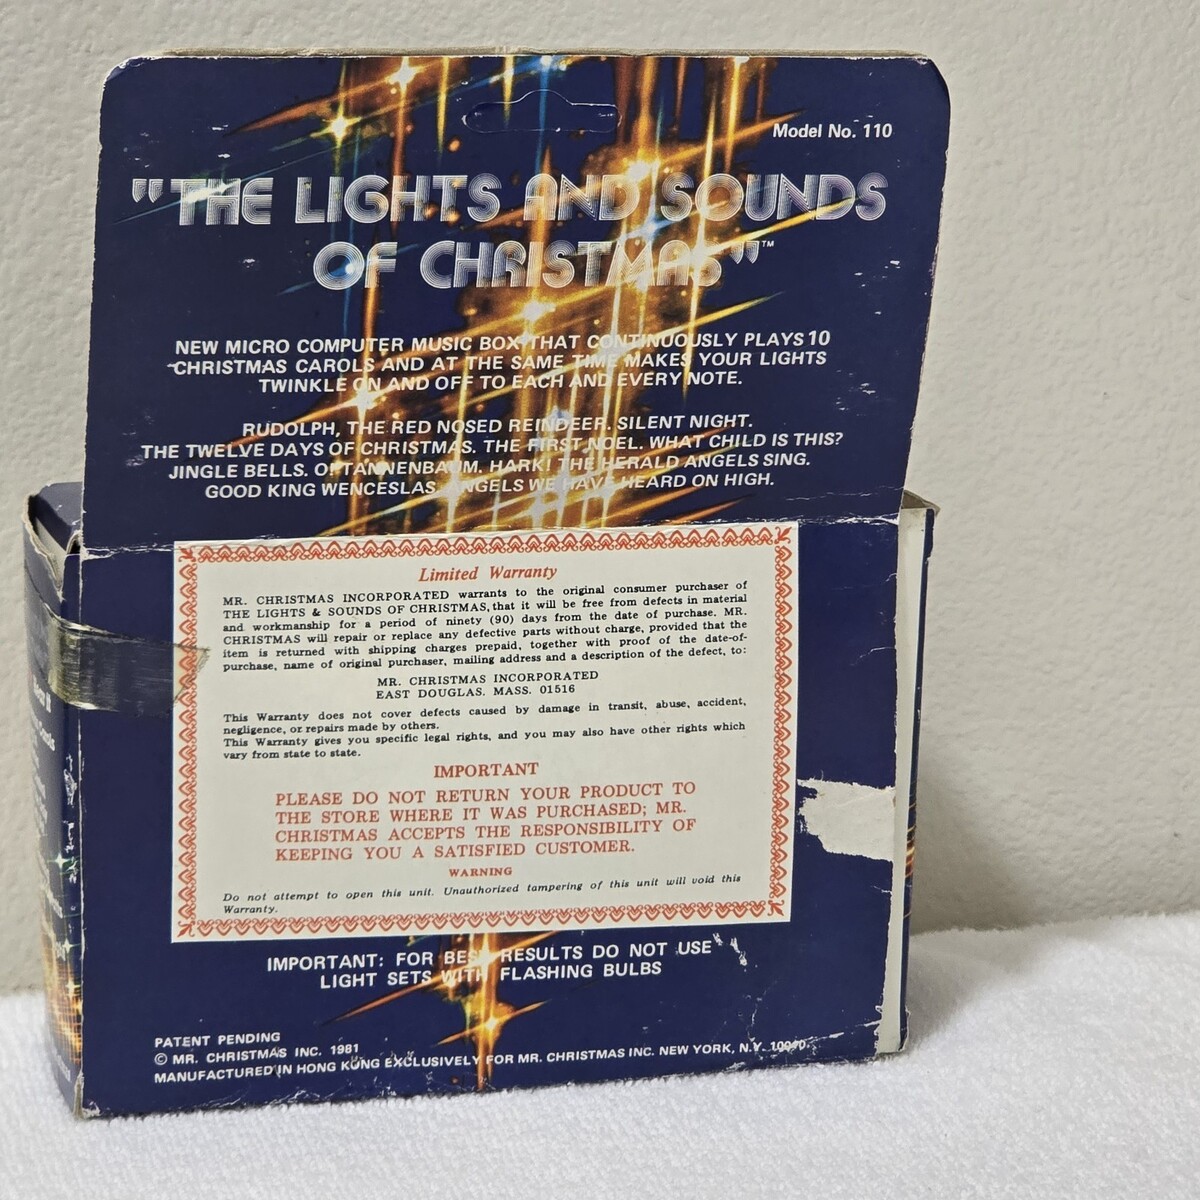 Model No. 110
"THE LIGHTS AND SOUNDS
OF CHRISTMAS"™
NEW MICRO COMPUTER MUSIC BOX THAT CONTINUOUSLY PLAYS 10
CHRISTMAS CAROLS AND AT THE SAME TIME MAKES YOUR LIGHTS
TWINKLE ON AND OFF TO EACH AND EVERY NOTE.
RUDOLPH, THE RED NOSED REINDEER. SILENT NIGHT.
THE TWELVE DAYS OF CHRISTMAS. THE FIRST NOEL. WHAT CHILD IS THIS?
JINGLE BELLS. O! TANNENBAUM. HARK! THE HERALD ANGELS SING.
GOOD KING WENCESLAS. ANGELS WE HAVE HEARD ON HIGH.
Limited Warranty
MR. CHRISTMAS INCORPORATED warrants to the original consumer purchaser of
THE LIGHTS & SOUNDS OF CHRISTMAS, that it will be free from defects in material
and workmanship for a period of ninety (90) days from the date of purchase. MR.
CHRISTMAS will repair or replace any defective parts without charge, provided that the
item is returned with shipping charges prepaid, together with proof of the date-of-
purchase, name of original purchaser, mailing address and a description of the defect, to:
MR. CHRISTMAS INCORPORATED
EAST DOUGLAS. MASS. 01516
This Warranty does not cover defects caused by damage in transit, abuse, accident,
negligence, or repairs made by others.
This Warranty gives you specific legal rights, and you may also have other rights which
vary from state to state.
IMPORTANT
PLEASE DO NOT RETURN YOUR PRODUCT TO
THE STORE WHERE IT WAS PURCHASED; MR.
CHRISTMAS ACCEPTS THE RESPONSIBILITY OF
KEEPING YOU A SATISFIED CUSTOMER.
WARNING
Do not attempt to open this unit. Unauthorized tampering of this unit will void this
Warranty.
IMPORTANT: FOR BEST RESULTS DO NOT USE
LIGHT SETS WITH FLASHING BULBS
PATENT PENDING
© MR. CHRISTMAS INC. 1981
MANUFACTURED IN HONG KONG EXCLUSIVELY FOR MR. CHRISTMAS INC. NEW YORK, N.Y.